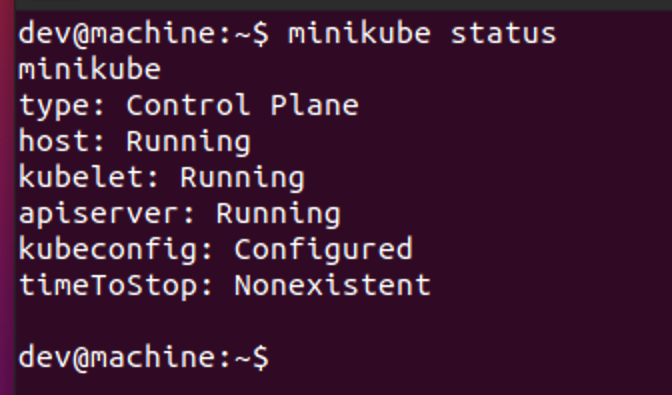 dev@machine:~$ minikube status
minikube
type: Control Plane
host: Running
kubelet: Running
apiserver: Running
kubeconfig: Configured
timeToStop: Nonexistent
dev@machine:~$